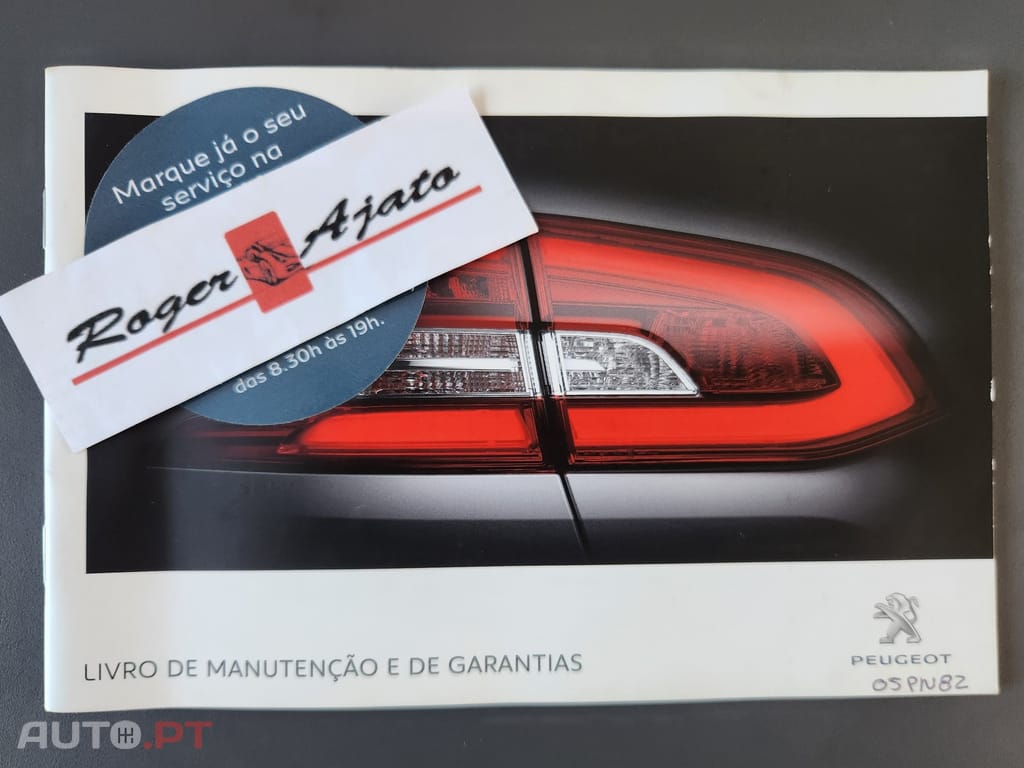 Marque já o seu
serviço na
Roger Ajato
das 8.30h às 19h.
LIVRO DE MANUTENÇÃO E DE GARANTIAS
PEUGEOT
05PN82
AUTO.PT